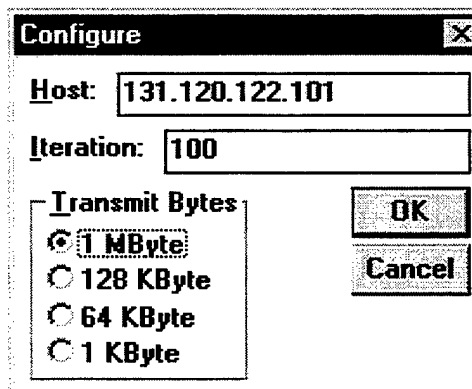 Configure
Host: 131.120.122.101
Iteration: 100
Transmit Bytes
1 MByte
128 KByte
64 KByte
1 KByte
OK
Cancel